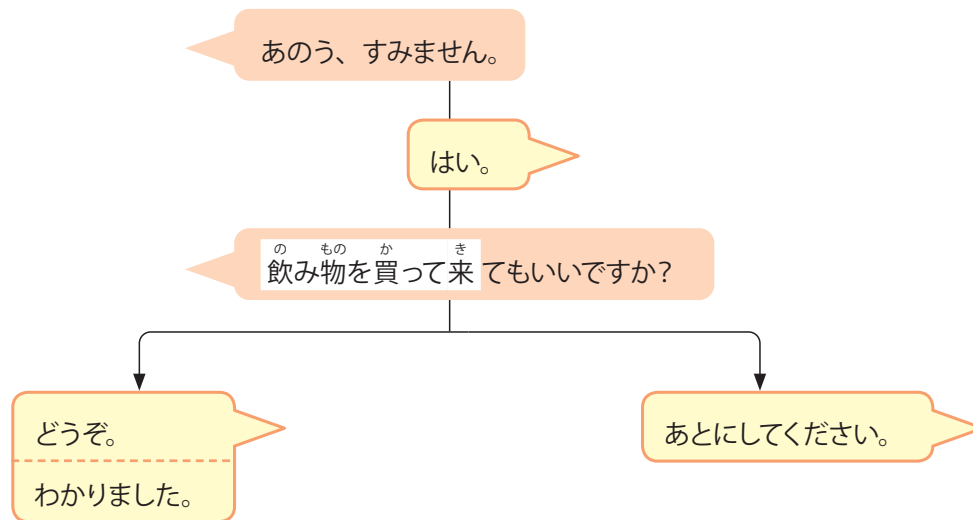 あのう、すみません。
はい。
の もの か き
飲み物を買って来てもいいですか?
どうぞ。
わかりました。
あとにしてください。